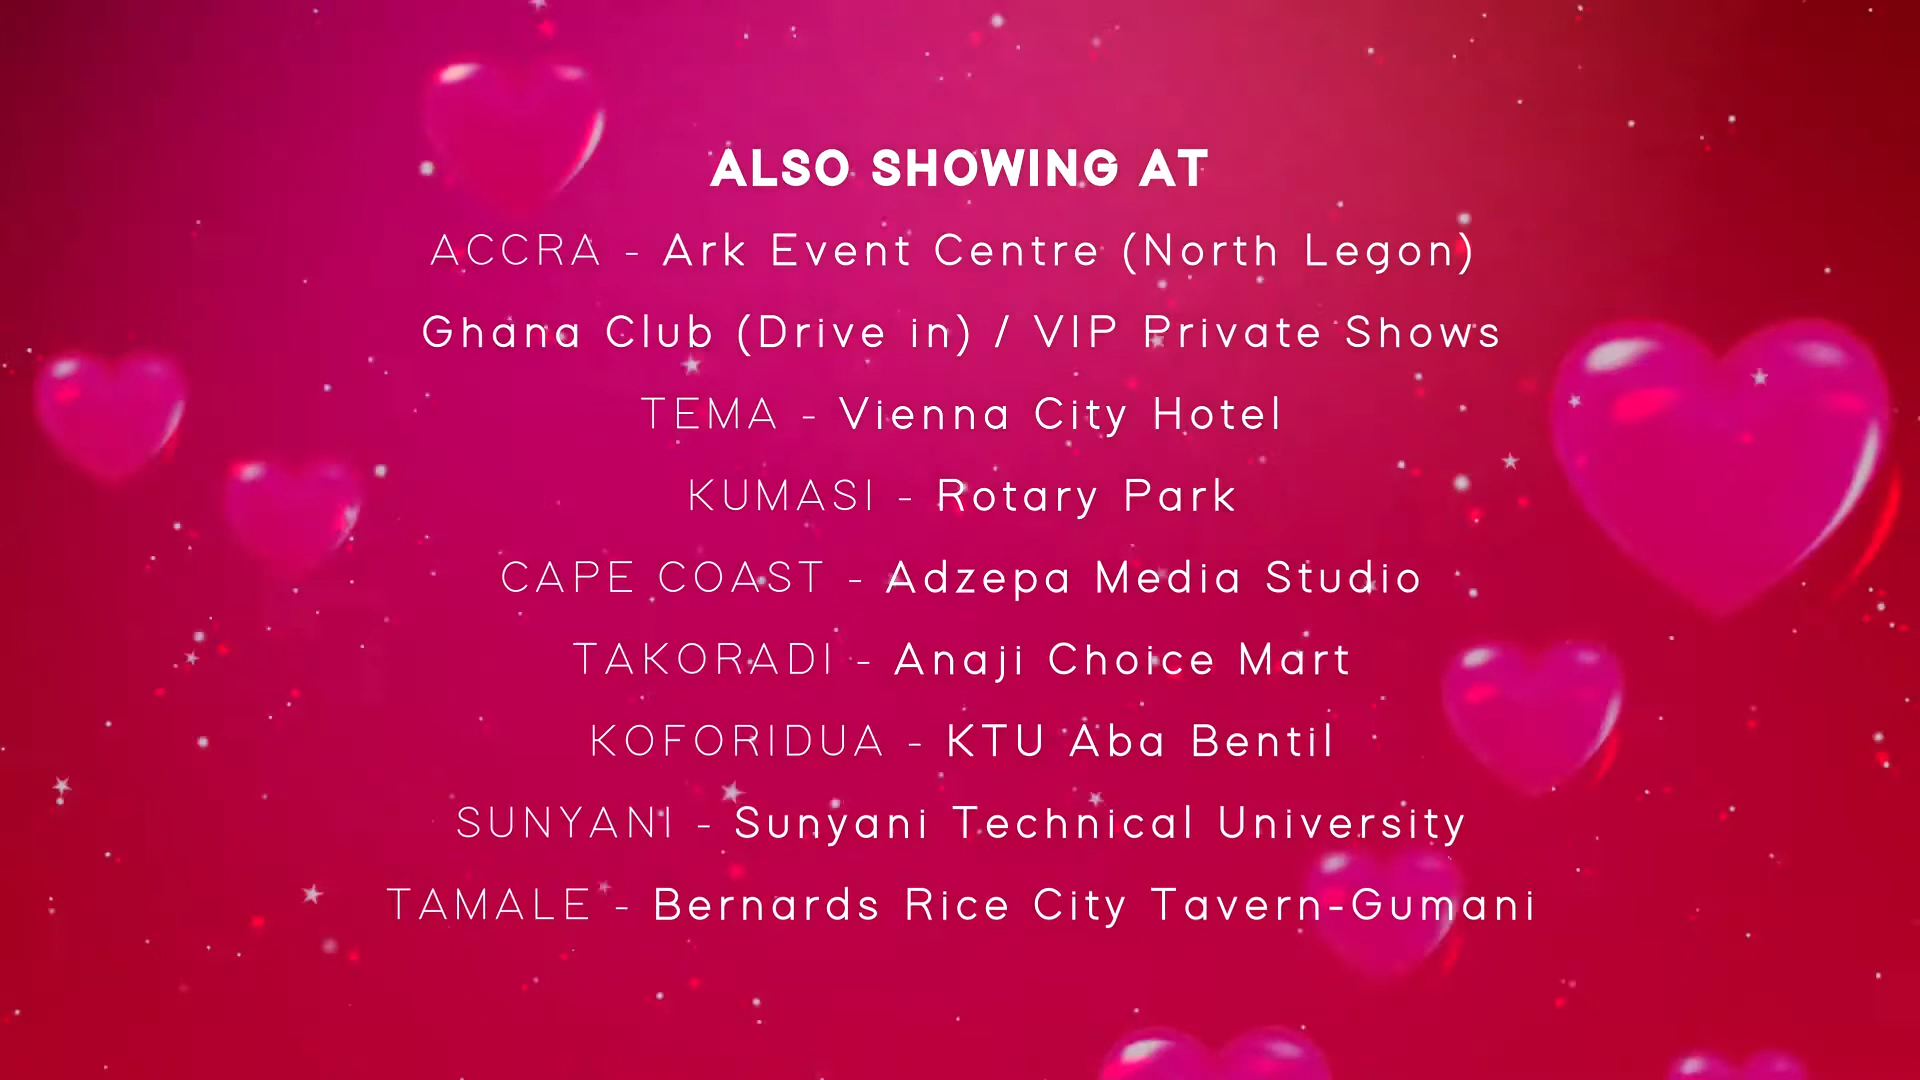 ALSO SHOWING AT
ACCRA - Ark Event Centre (North Legon)
Ghana Club (Drive in) / VIP Private Shows
TEMA - Vienna City Hotel
KUMASI - Rotary Park
CAPE COAST - Adzepa Media Studio
TAKORADI - Anaji Choice Mart
KOFORIDUA - KTU Aba Bentil
SUNYANI - Sunyani Technical University
TAMALE - Bernards Rice City Tavern-Gumani